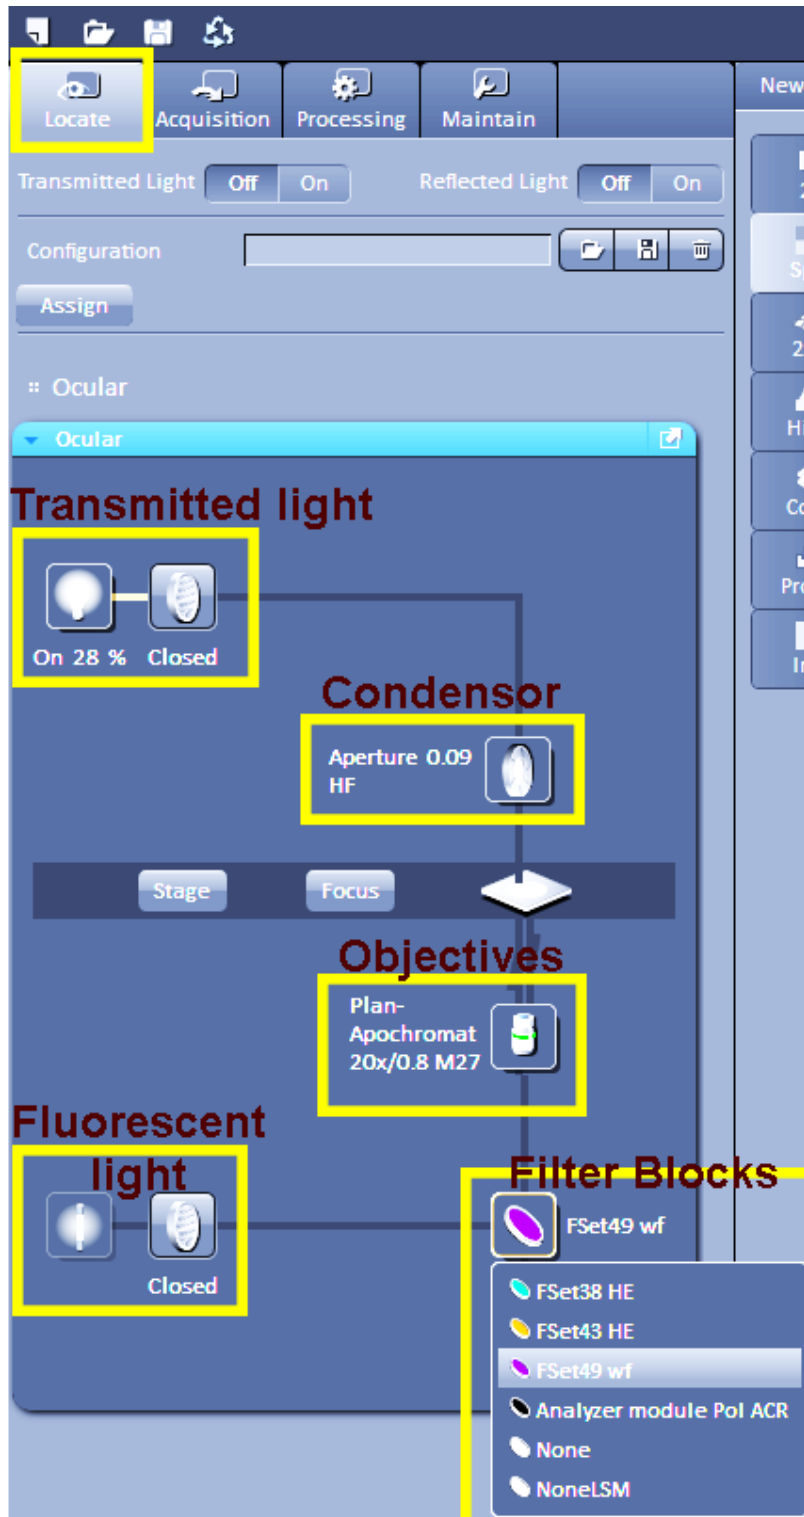 Locate
Acquisition
Processing
Maintain
New
Transmitted Light Off On
Reflected Light Off On
Configuration
Assign
Ocular
Ocular
Transmitted light
On 28 % Closed
Condensor
Aperture 0.09
HF
Stage Focus
Objectives
Plan-
Apochromat
20x/0.8 M27
Fluorescent
light
Closed
Filter Blocks
FSet49 wf
FSet38 HE
FSet43 HE
FSet49 wf
Analyzer module Pol ACR
None
NoneLSM